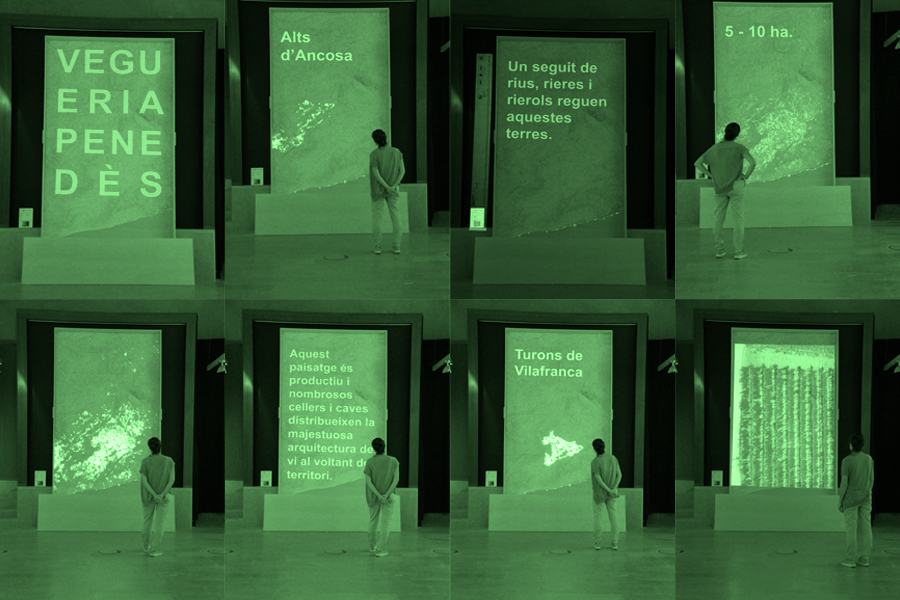 VEGU
ERIA
PENE
DÈS
Alts
d'Ancosa
Un seguit de
rius, rieres i
rierols reguen
aquestes
terres.
5 - 10 ha.
Aquest
paisatge és
productiu i
nombrosos
cellers i caves
distribueixen la
majestuosa
arquitectura de
vi al voltant
territori.
Turons de
Vilafranca